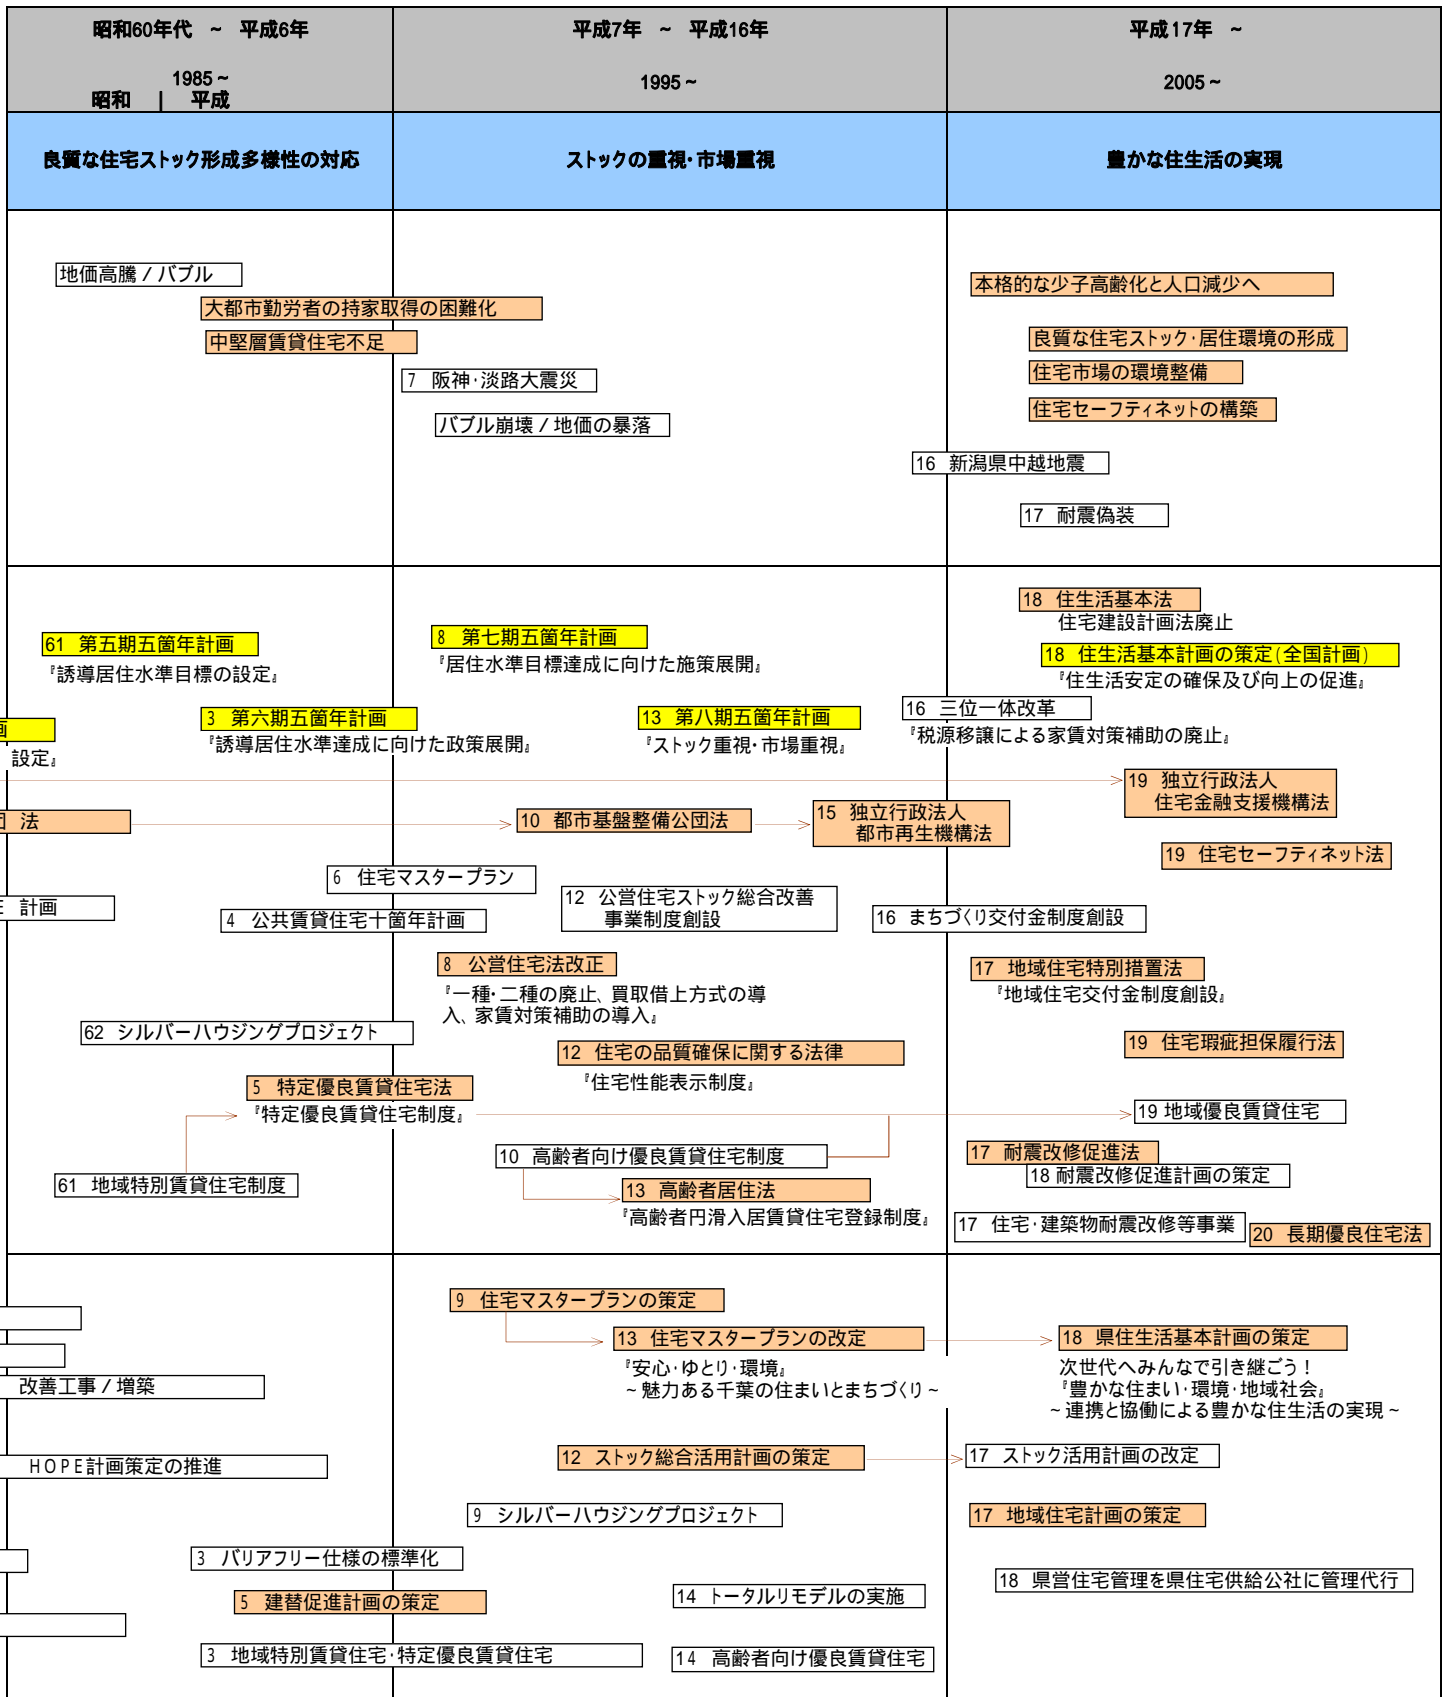 昭和60年代 ～ 平成6年
1985～
昭和 | 平成
平成7年 ～ 平成16年
1995～
平成17年 ～
2005～
良質な住宅ストック形成多様性の対応
ストックの重視・市場重視
豊かな住生活の実現
地価高騰/バブル
大都市勤労者の持家取得の困難化
中堅層賃貸住宅不足
7 阪神・淡路大震災
バブル崩壊/地価の暴落
本格的な少子高齢化と人口減少へ
良質な住宅ストック・居住環境の形成
住宅市場の環境整備
住宅セーフティネットの構築
16 新潟県中越地震
17 耐震偽装
61 第五期五箇年計画
『誘導居住水準目標の設定』
画
設定』
3 第六期五箇年計画
『誘導居住水準達成に向けた政策展開』
8 第七期五箇年計画
『居住水準目標達成に向けた施策展開』
13 第八期五箇年計画
『ストック重視・市場重視』
18 住生活基本法
住宅建設計画法廃止
18 住生活基本計画の策定(全国計画)
『住生活安定の確保及び向上の促進』
16 三位一体改革
『税源移譲による家賃対策補助の廃止』
19 独立行政法人
住宅金融支援機構法
法
10 都市基盤整備公団法
15 独立行政法人
都市再生機構法
19 住宅セーフティネット法
6 住宅マスタープラン
計画
4 公共賃貸住宅十箇年計画
12 公営住宅ストック総合改善
事業制度創設
16 まちづくり交付金制度創設
8 公営住宅法改正
『一種・二種の廃止、買取借上方式の導
入、家賃対策補助の導入』
17 地域住宅特別措置法
『地域住宅交付金制度創設』
62 シルバーハウジングプロジェクト
12 住宅の品質確保に関する法律
『住宅性能表示制度』
19 住宅瑕疵担保履行法
5 特定優良賃貸住宅法
『特定優良賃貸住宅制度』
19 地域優良賃貸住宅
10 高齢者向け優良賃貸住宅制度
17 耐震改修促進法
18 耐震改修促進計画の策定
61 地域特別賃貸住宅制度
13 高齢者居住法
『高齢者円滑入居賃貸住宅登録制度』
17 住宅・建築物耐震改修等事業
20 長期優良住宅法
9 住宅マスタープランの策定
13 住宅マスタープランの改定
『安心・ゆとり・環境』
～魅力ある千葉の住まいとまちづくり～
18 県住生活基本計画の策定
次世代へみんなで引き継ごう！
『豊かな住まい・環境・地域社会』
～連携と協働による豊かな住生活の実現～
改善工事/増築
HOPE計画策定の推進
12 ストック総合活用計画の策定
17 ストック活用計画の改定
9 シルバーハウジングプロジェクト
17 地域住宅計画の策定
3 バリアフリー仕様の標準化
5 建替促進計画の策定
14 トータルリモデルの実施
18 県営住宅管理を県住宅供給公社に管理代行
3 地域特別賃貸住宅・特定優良賃貸住宅
14 高齢者向け優良賃貸住宅